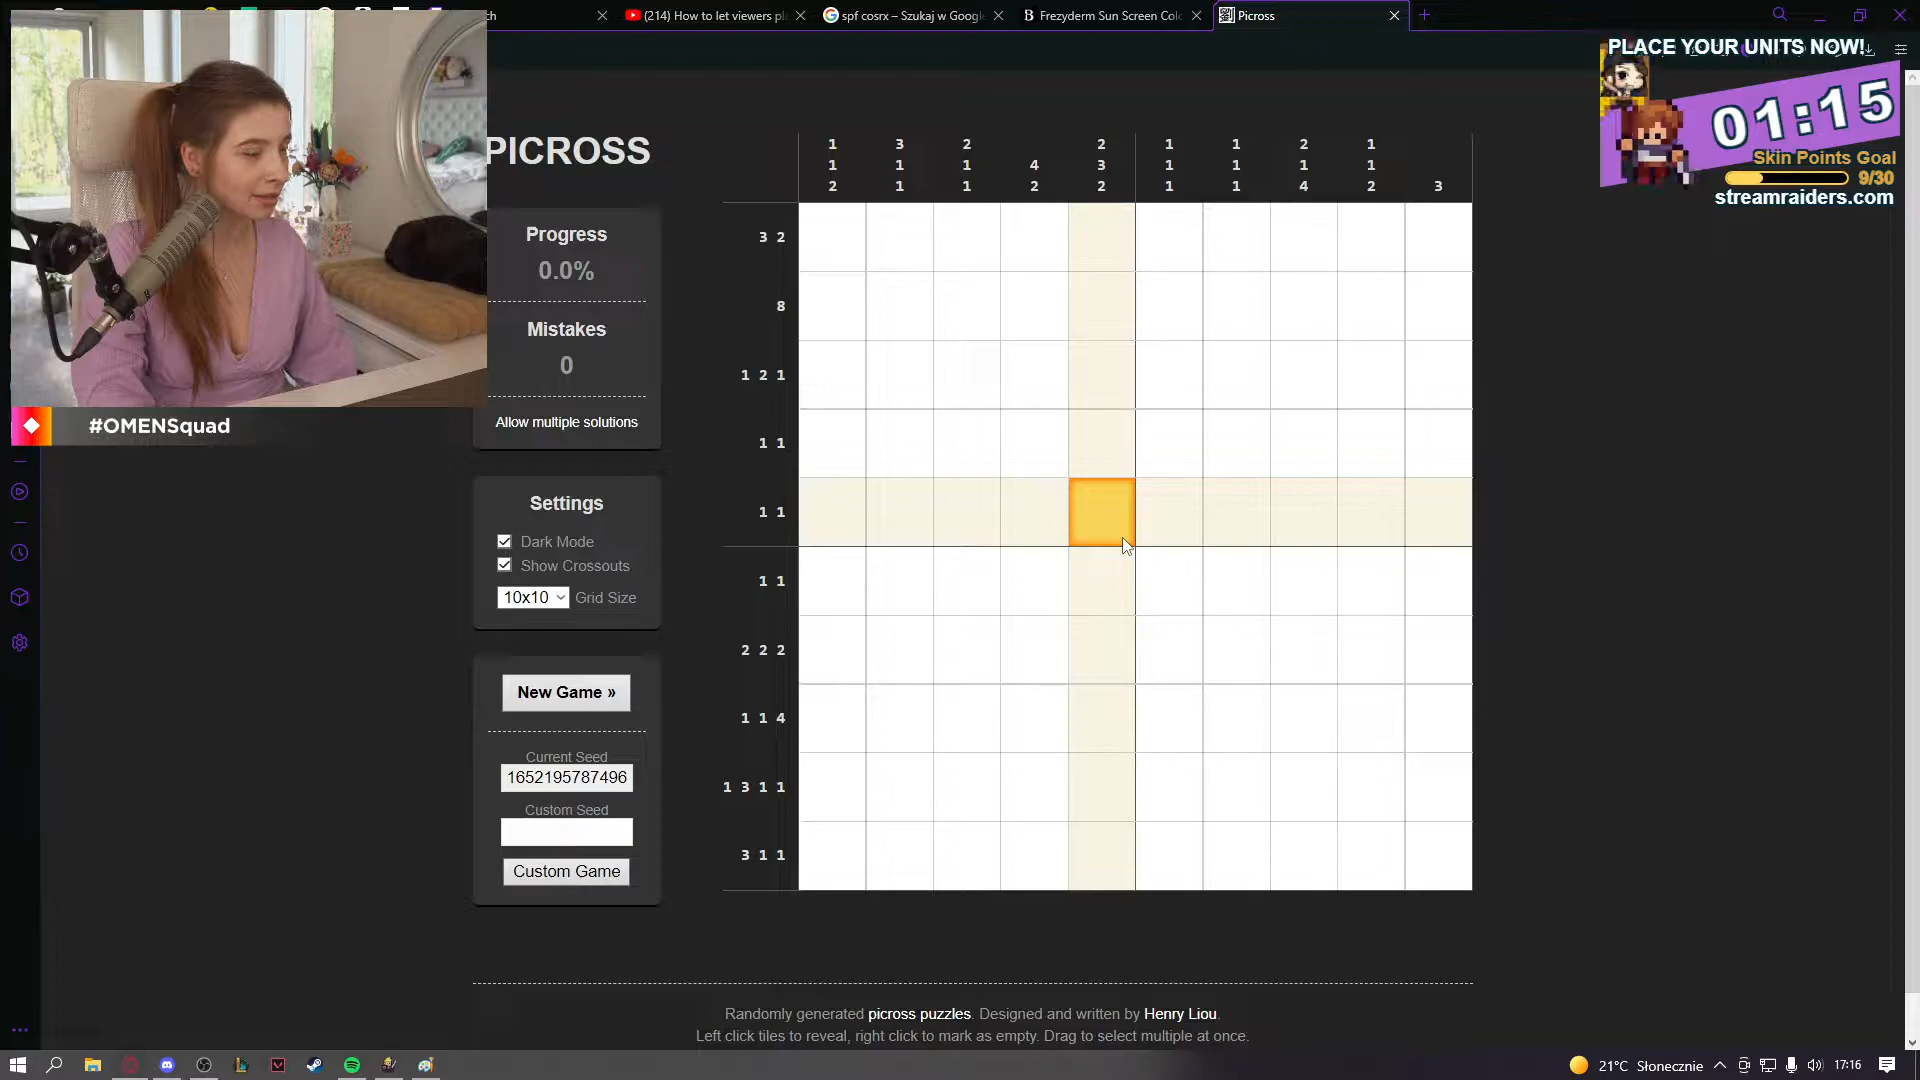 ch
(214) How to let viewers pl
spf cosrx – Szukaj w Google
Frezyderm Sun Screen Colo
Picross
PLACE YOUR UNITS NOW!
01:15
Skin Points Goal
9/30
streamraiders.com
#OMENSquad
PICROSS
Progress
0.0%
Mistakes
0
Allow multiple solutions
Settings
Dark Mode
Show Crossouts
10x10 Grid Size
New Game »
Current Seed
1652195787496
Custom Seed
Custom Game
1 3 2 2 1 1 2 1
1 1 1 4 3 1 1 1 1
2 1 1 2 2 1 1 4 2 3
3 2
8
1 2 1
1 1
1 1
1 1
2 2 2
1 1 4
1 3 1 1
3 1 1
Randomly generated picross puzzles. Designed and written by Henry Liou.
Left click tiles to reveal, right click to mark as empty. Drag to select multiple at once.
21°C Słonecznie
17:16